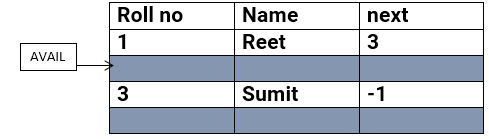 Roll no Name next
1 Reet 3
AVAIL
3 Sumit -1